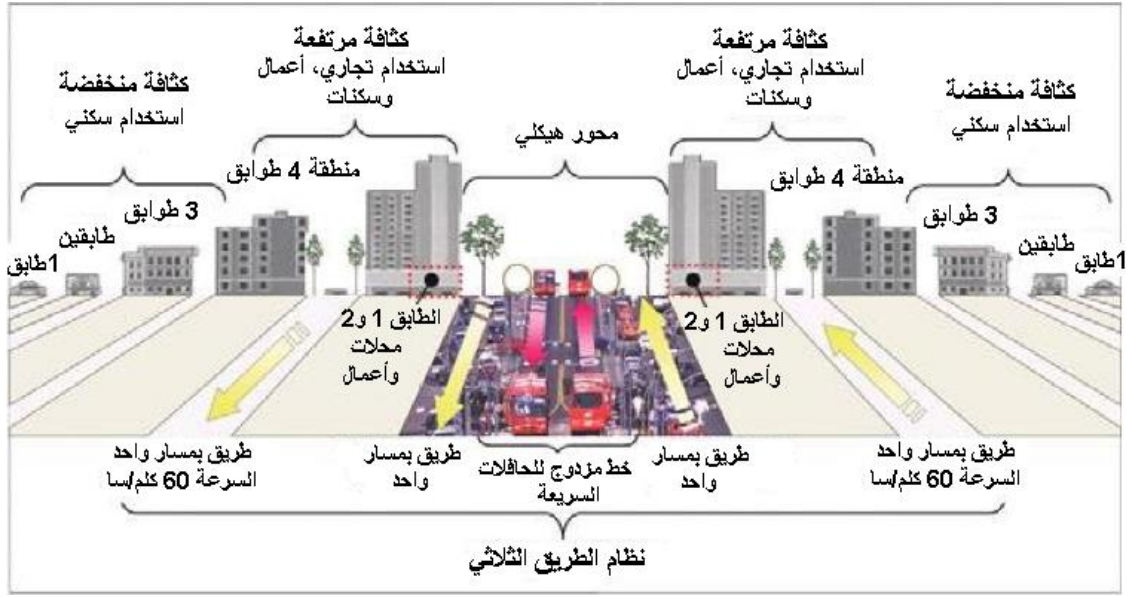 كثافة مرتفعة
استخدام تجاري، أعمال
وسكنات
كثافة مرتفعة
استخدام تجاري، أعمال
وسكنات
كثافة منخفضة
استخدام سكني
كثافة منخفضة
استخدام سكني
محور هيكلي
منطقة 4 طوابق
منطقة 4 طوابق
3 طوابق
3 طوابق
طابقين
طابقين
1طابق
1طابق
الطابق 1 و2
محلات
وأعمال
الطابق 1 و2
محلات
وأعمال
طريق بمسار واحد
السرعة 60 كلم/سا
طريق بمسار
واحد
خط مزدوج للحافلات
السريعة
طريق بمسار
واحد
طريق بمسار واحد
السرعة 60 كلم/سا
نظام الطريق الثلاثي